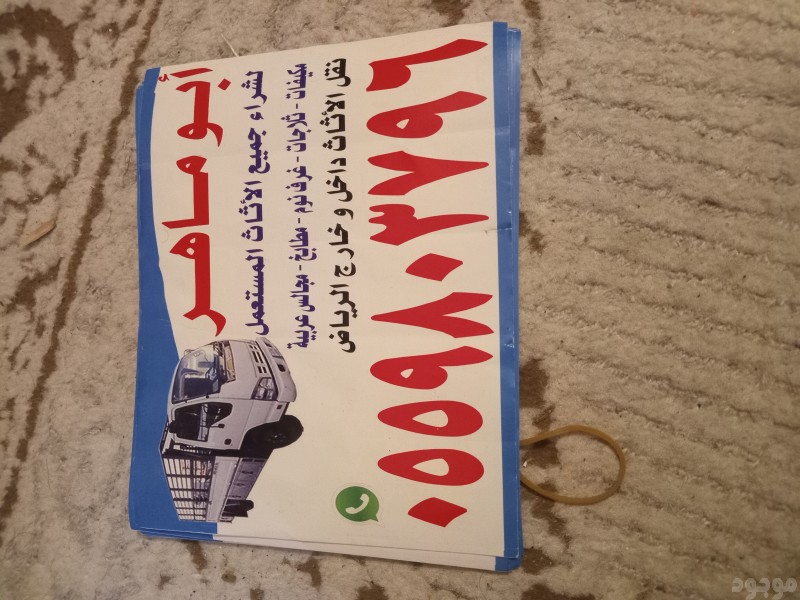 أبو ماهر
لشراء جميع الأثاث المستعمل
مكيفات - ثلاجات - غرف نوم - مطابخ - مجالس عربية
نقل الأثاث داخل و خارج الرياض
٠٥٥٩٨٠٣٧٩٦
موجود